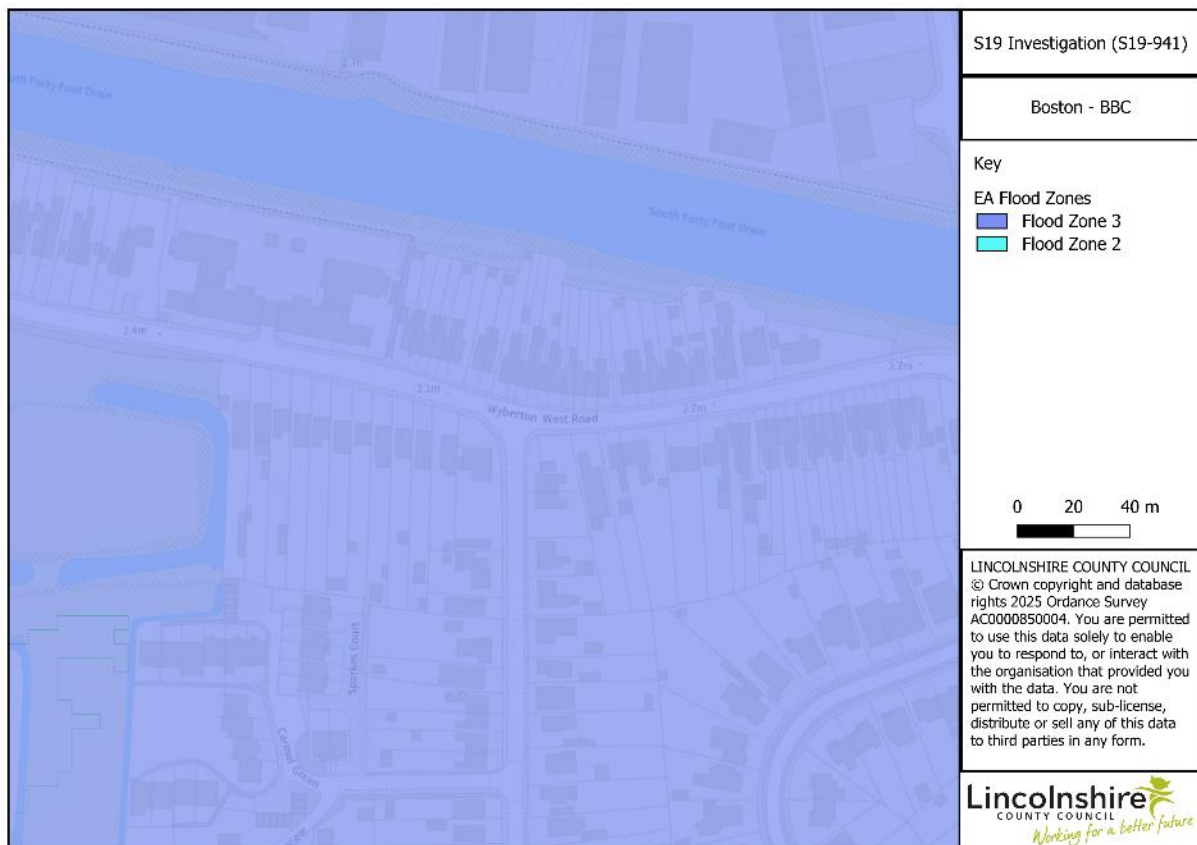 2.7m
South Forty Foot Drain
South Forty Foot Drain
2.4m
2.1m
Wyberton West Road
2.7m
3.7m
Sparkes Court
Carmel Green
S19 Investigation (S19-941)
Boston - BBC
Key
EA Flood Zones
Flood Zone 3
Flood Zone 2
0 20 40 m
LINCOLNSHIRE COUNTY COUNCIL
© Crown copyright and database
rights 2025 Ordance Survey
AC0000850004. You are permitted
to use this data solely to enable
you to respond to, or interact with
the organisation that provided you
with the data. You are not
permitted to copy, sub-license,
distribute or sell any of this data
to third parties in any form.
Lincolnshire
COUNTY COUNCIL
Working for a better future